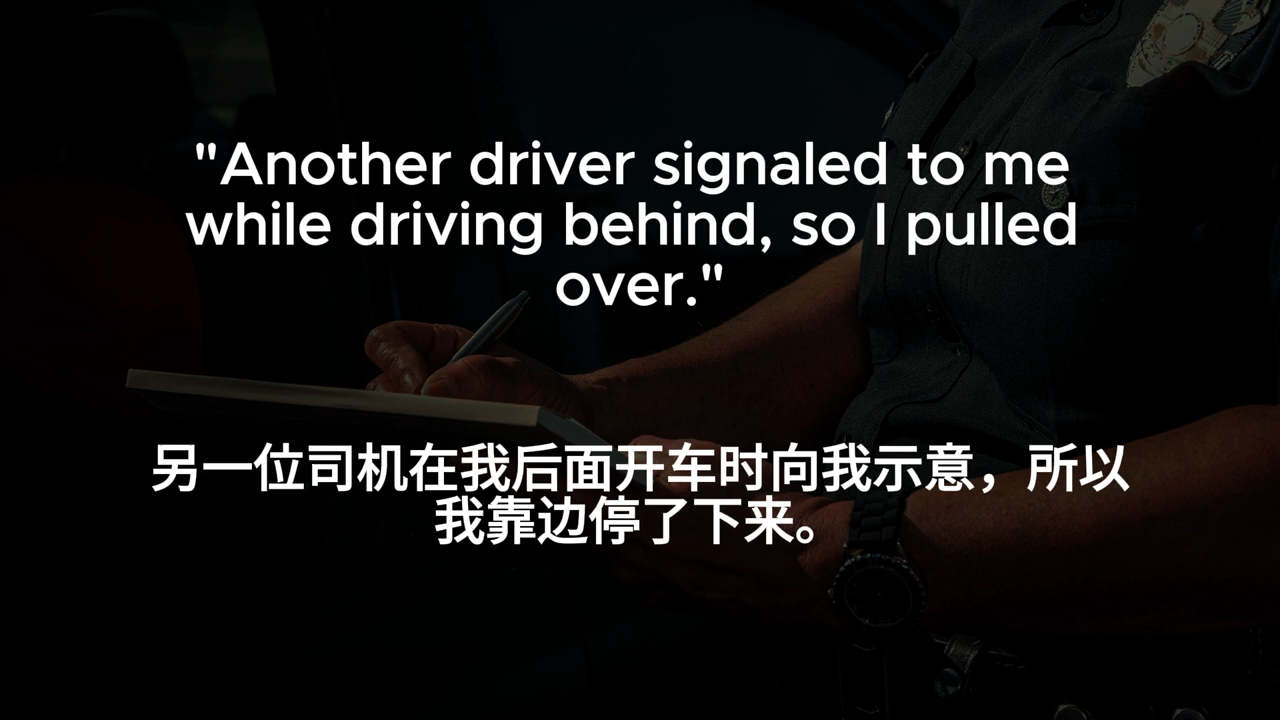 "Another driver signaled to me
while driving behind, so I pulled
over."
另一位司机在我后面开车时向我示意，所以
我靠边停了下来。